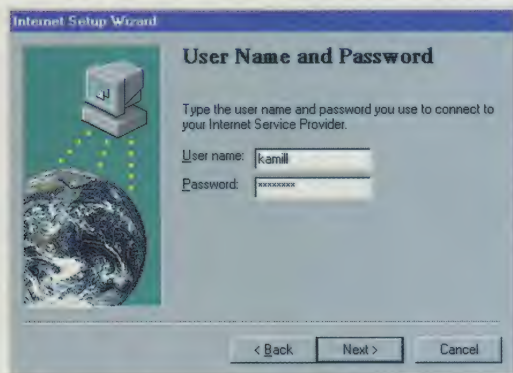 Internet Setup Wizard
User Name and Password
Type the user name and password you use to connect to
your Internet Service Provider.
User name: kamill
Password: xxxxxxxx
< Back Next > Cancel